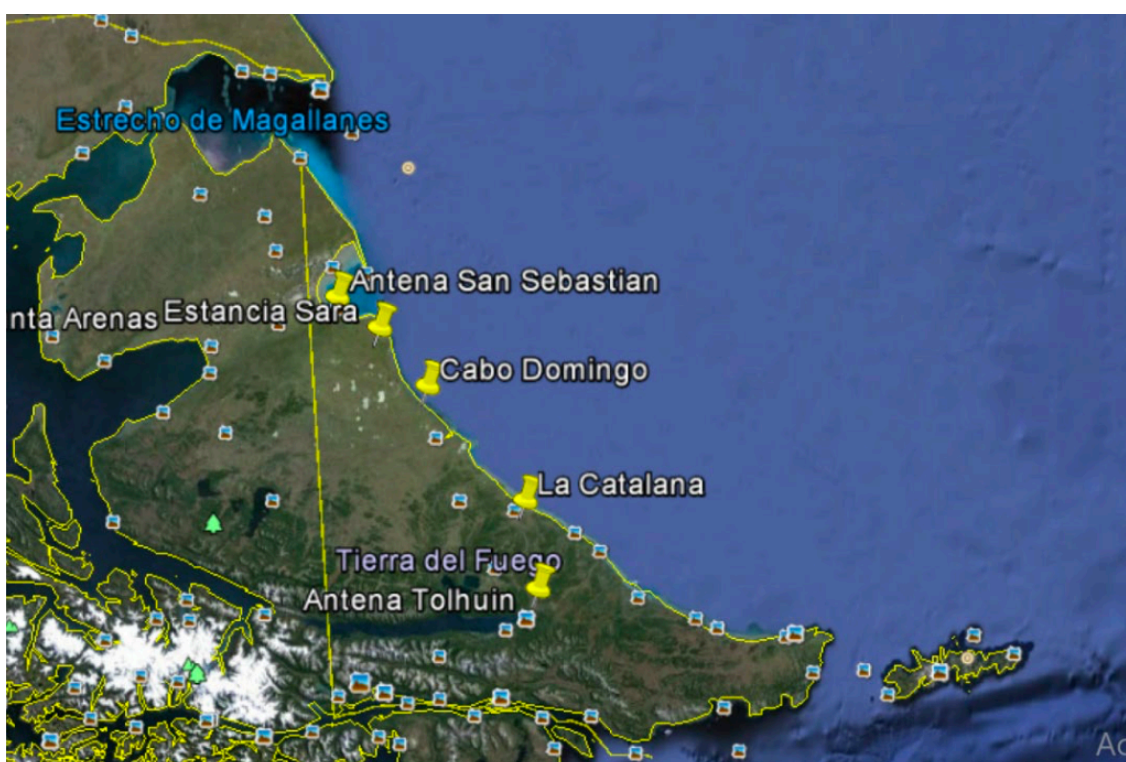 Estrecho de Magallanes
Antena San Sebastian
Estancia Sara
nta Arenas
Cabo Domingo
La Catalana
Tierra del Fuego
Antena Tolhuin
Ac